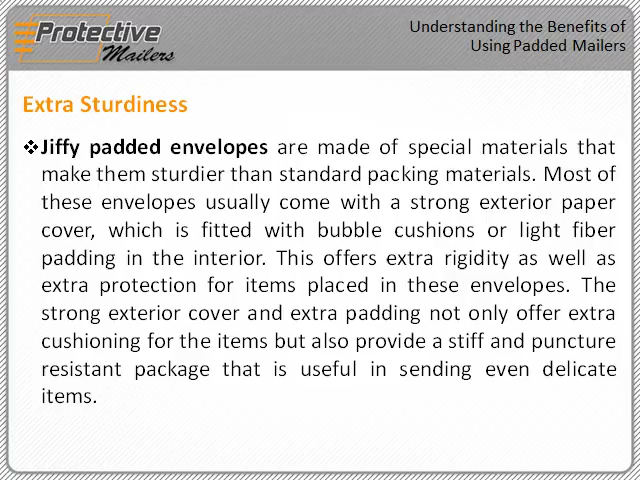 Protective
Mailers
Understanding the Benefits of
Using Padded Mailers
Extra Sturdiness
❖Jiffy padded envelopes are made of special materials that
make them sturdier than standard packing materials. Most of
these envelopes usually come with a strong exterior paper
cover, which is fitted with bubble cushions or light fiber
padding in the interior. This offers extra rigidity as well as
extra protection for items placed in these envelopes. The
strong exterior cover and extra padding not only offer extra
cushioning for the items but also provide a stiff and puncture
resistant package that is useful in sending even delicate
items.